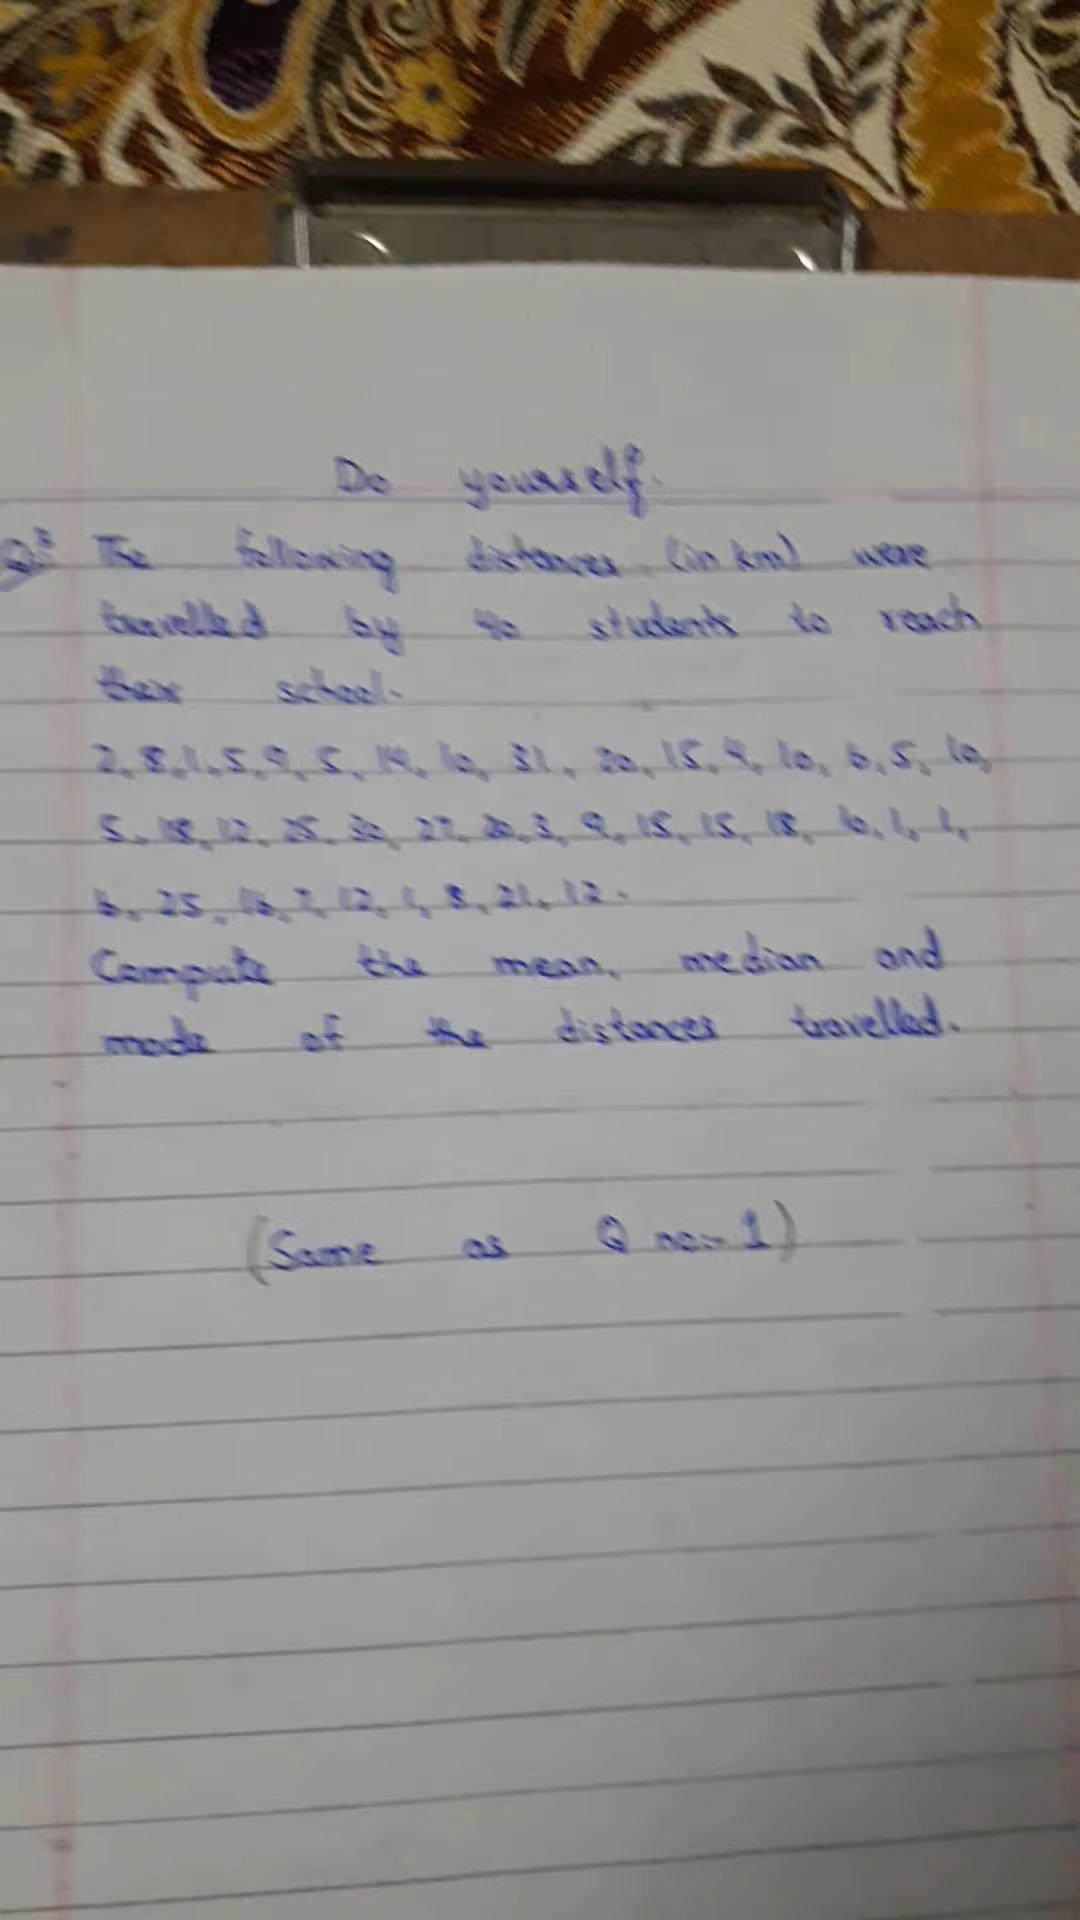 Do yourself.
Q3 The following distances (in km) were
travelled by 40 students to reach
their school.
2, 8, 1, 5, 9, 5, 14, 10, 31, 20, 15, 4, 10, 6, 5, 10,
5, 18, 12, 25, 30, 27, 20, 3, 9, 15, 15, 18, 10, 1, 1,
6, 25, 16, 7, 12, 1, 8, 21, 12.
Compute the mean, median and
mode of the distances travelled.
(Same as Q no:- 1)